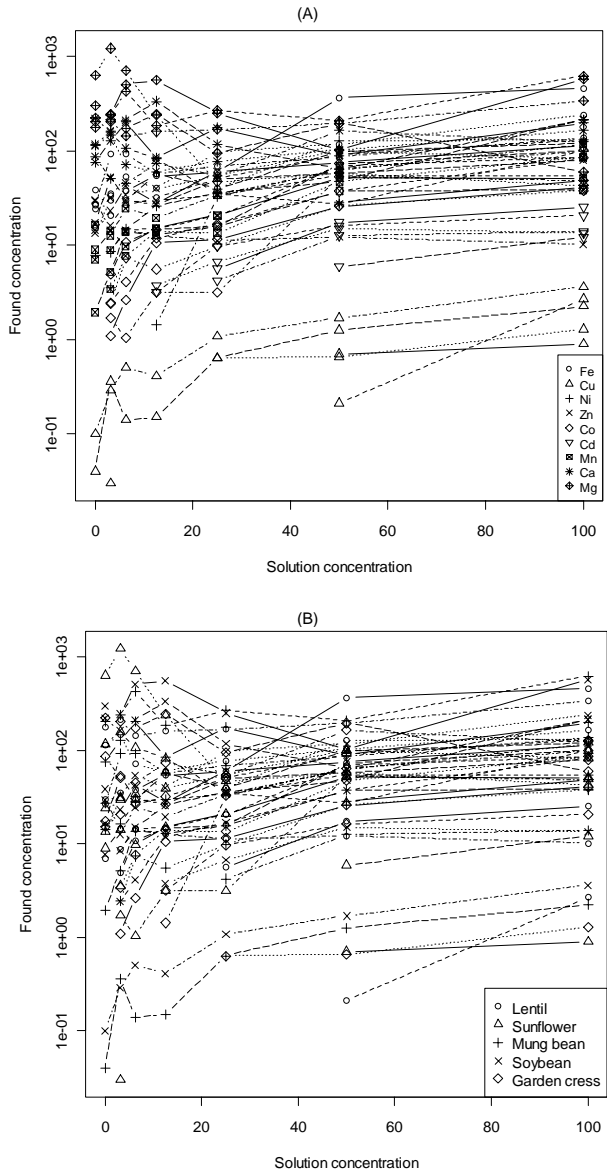 (A)
1e+03
1e+02
1e+01
1e+00
1e-01
Found concentration
0 20 40 60 80 100
Solution concentration
Fe
Cu
Ni
Zn
Co
Cd
Mn
Ca
Mg
(B)
1e+03
1e+02
1e+01
1e+00
1e-01
Found concentration
0 20 40 60 80 100
Solution concentration
Lentil
Sunflower
Mung bean
Soybean
Garden cress